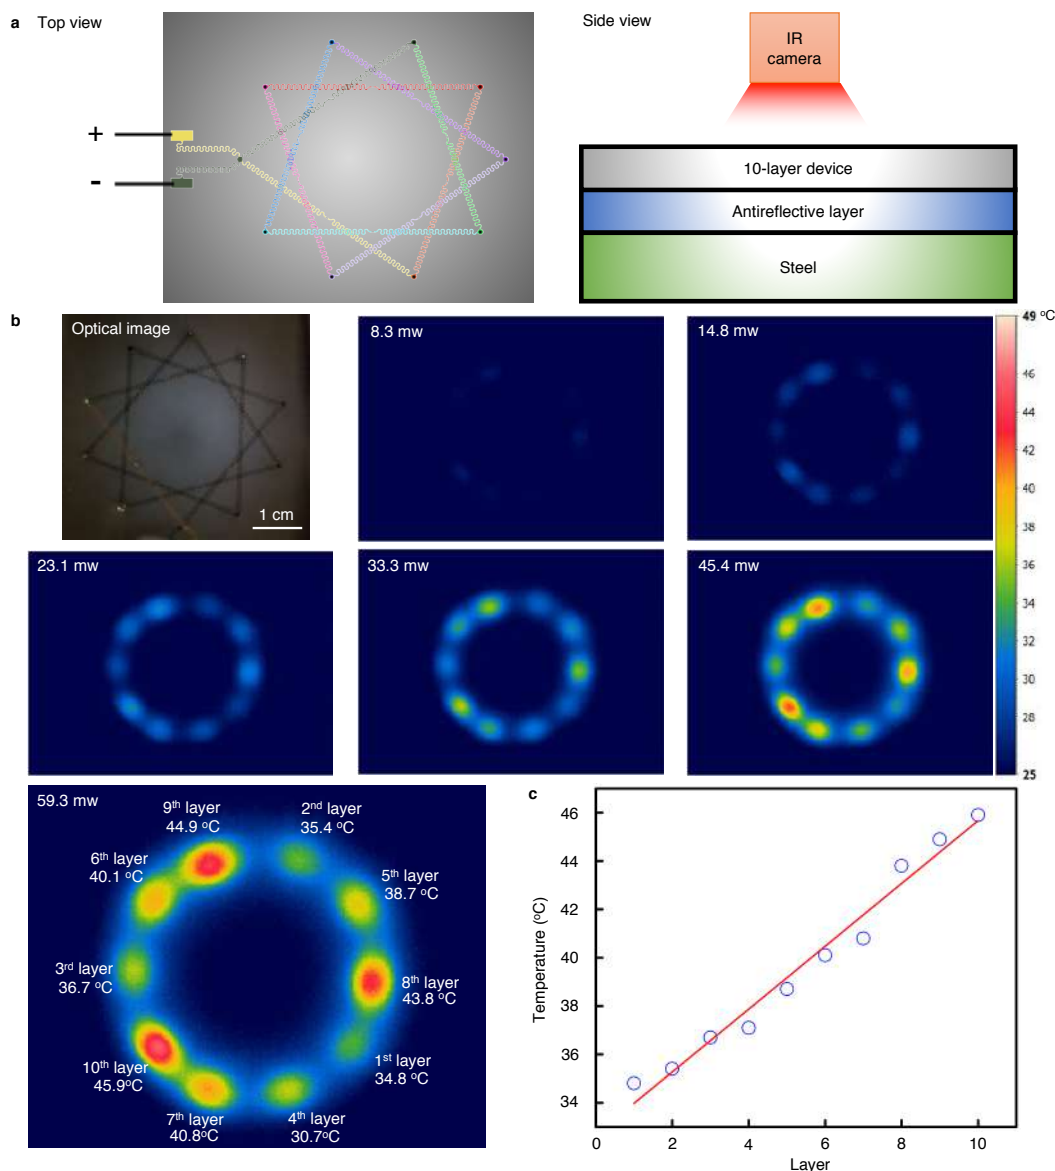 a Top view
Side view
+
-
IR
camera
10-layer device
Antireflective layer
Steel
b
Optical image
1 cm
8.3 mw
14.8 mw
23.1 mw
33.3 mw
45.4 mw
49 °C
46
44
42
40
38
36
34
32
30
28
25
59.3 mw
9th layer
44.9 °C
2nd layer
35.4 °C
6th layer
40.1 °C
5th layer
38.7 °C
3rd layer
36.7 °C
8th layer
43.8 °C
10th layer
45.9°C
1st layer
34.8 °C
7th layer
40.8°C
4th layer
30.7°C
c
Temperature (°C)
46
44
42
40
38
36
34
0 2 4 6 8 10
Layer